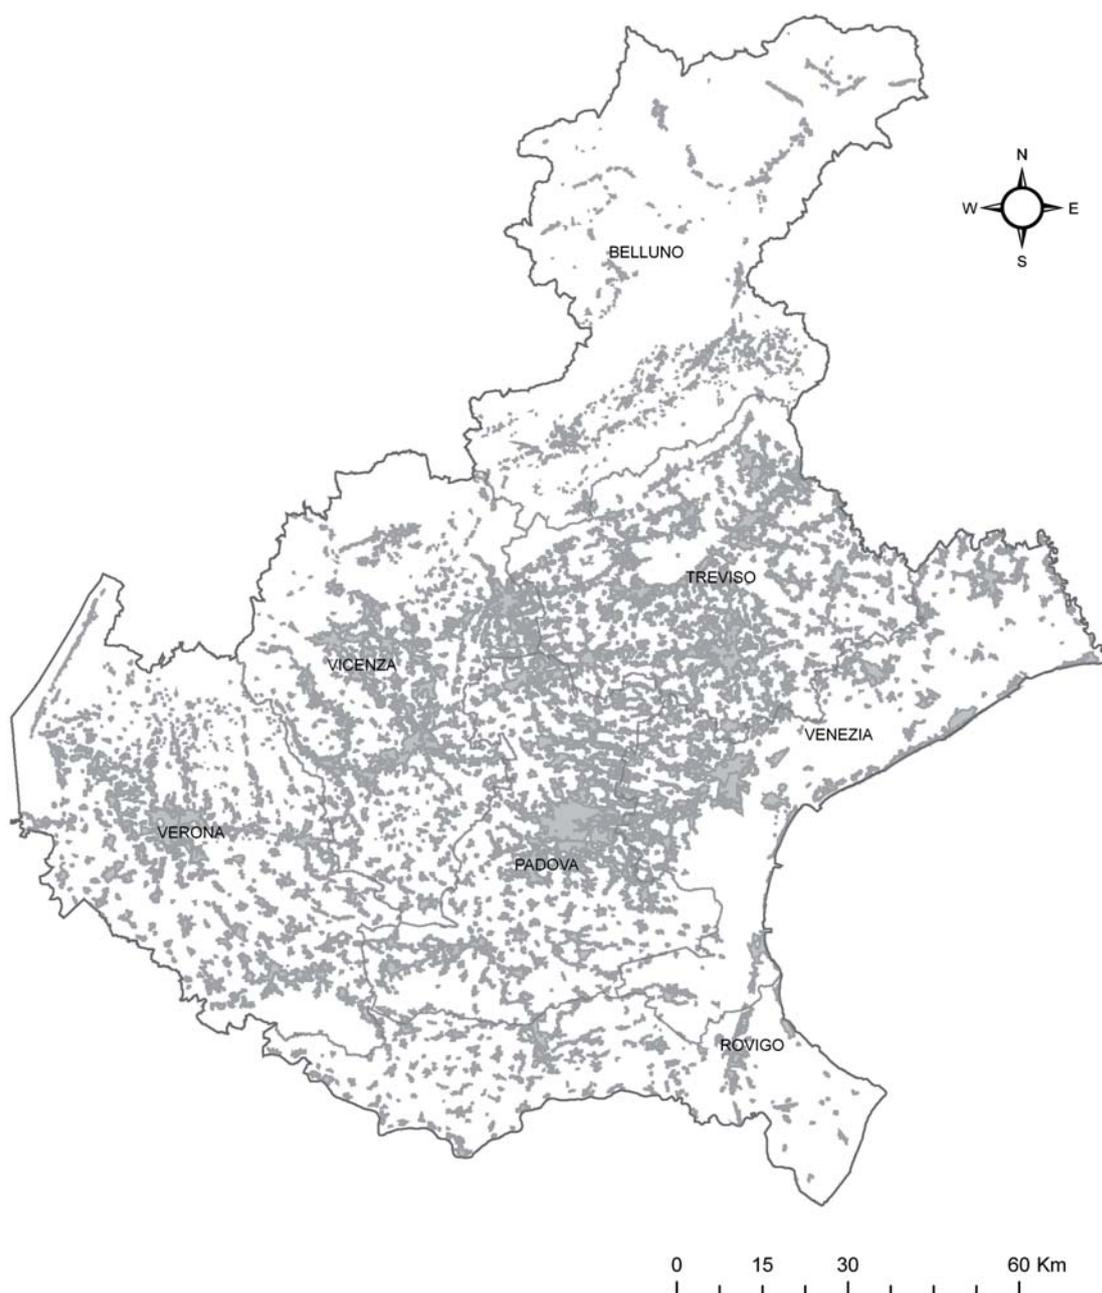 N
W E
S
BELLUNO
TREVISO
VICENZA
VENEZIA
VERONA
PADOVA
ROVIGO
0 15 30 60 Km